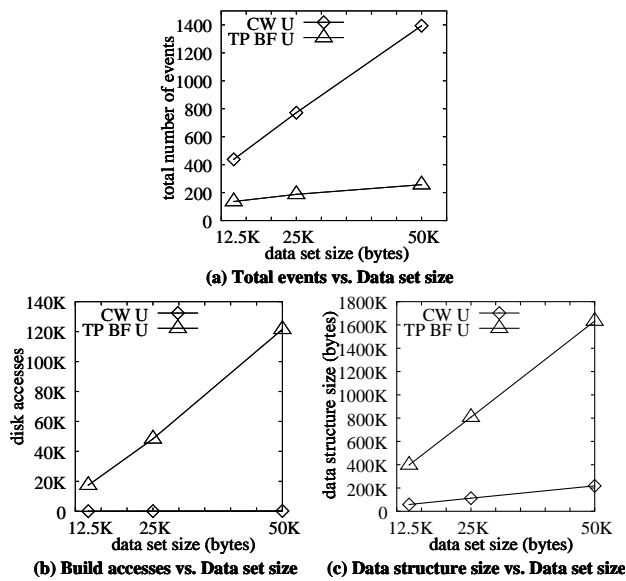 1400
1200
1000
800
600
400
200
0
total number of events
CW U
TP BF U
12.5K 25K 50K
data set size (bytes)
(a) Total events vs. Data set size
140K
120K
100K
80K
60K
40K
20K
0
disk accesses
CW U
TP BF U
12.5K 25K 50K
data set size (bytes)
(b) Build accesses vs. Data set size
1800K
1600K
1400K
1200K
1000K
800K
600K
400K
200K
0
data structure size (bytes)
CW U
TP BF U
12.5K 25K 50K
data set size (bytes)
(c) Data structure size vs. Data set size